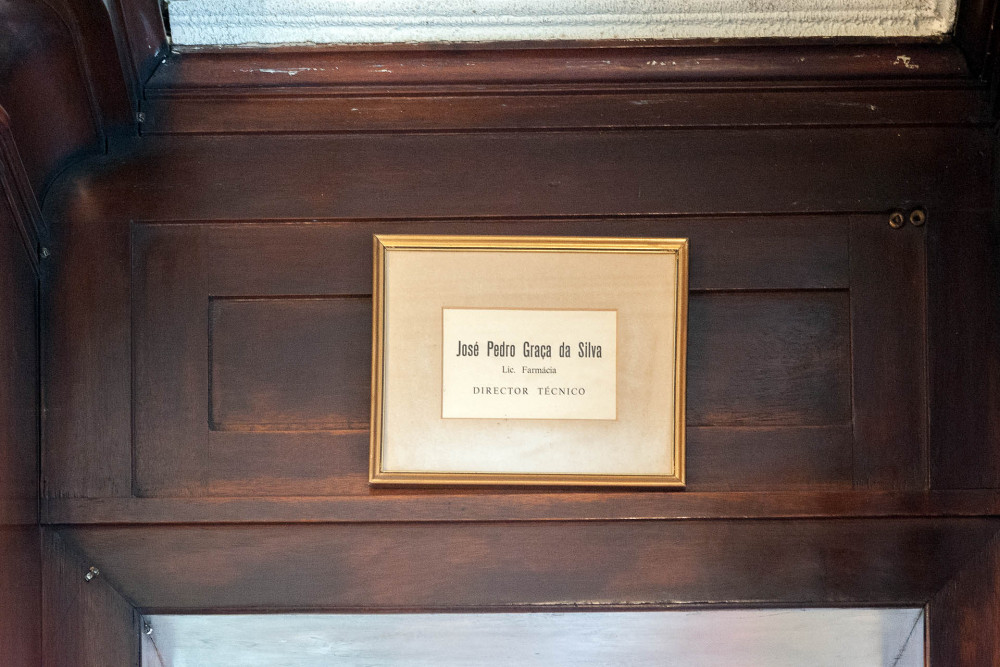 José Pedro Graça da Silva
Lic. Farmácia
DIRECTOR TÉCNICO